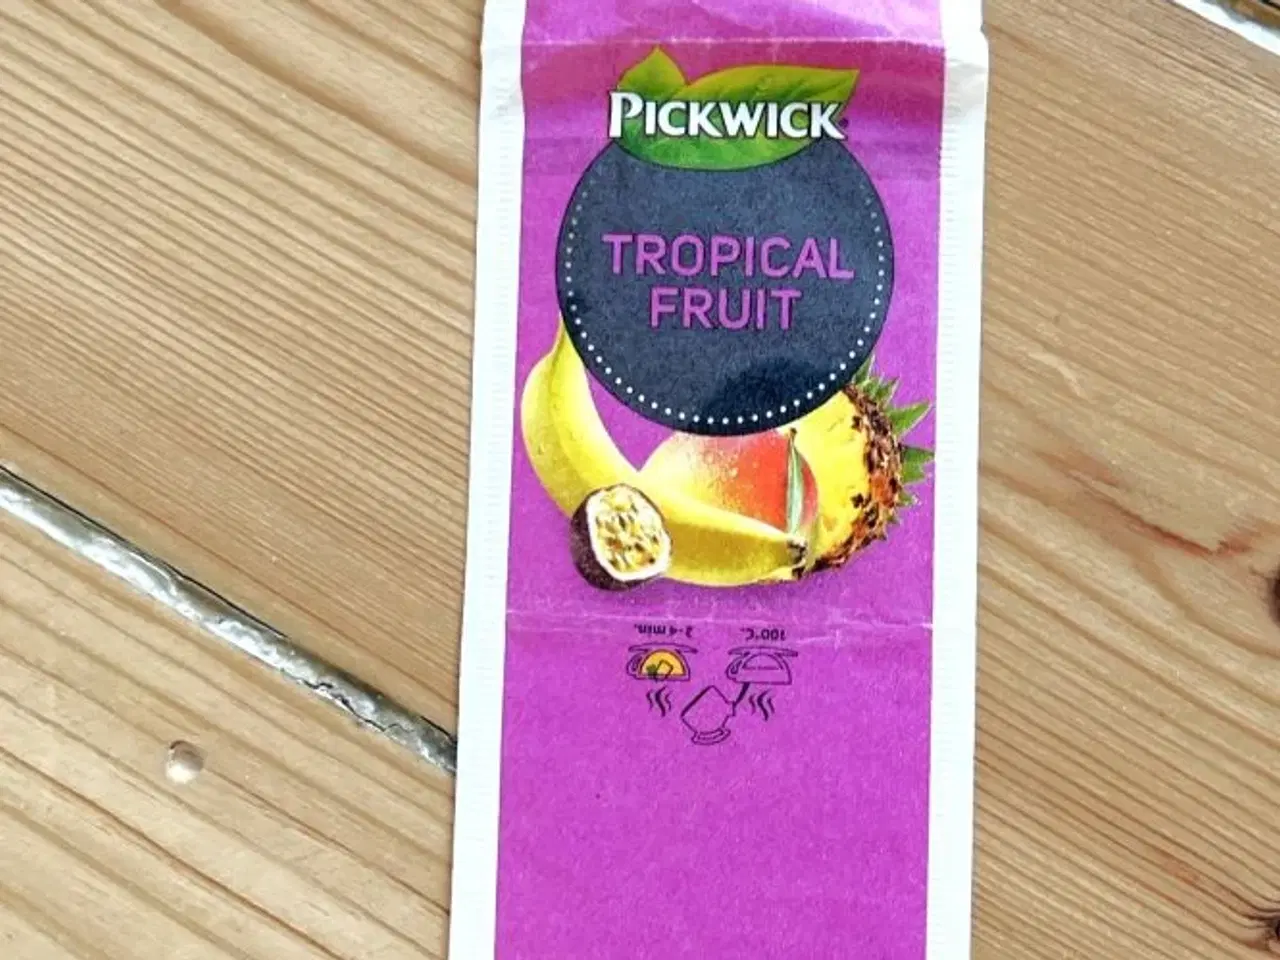 PICKWICK
TROPICAL
FRUIT
100°C.
2-4 min.